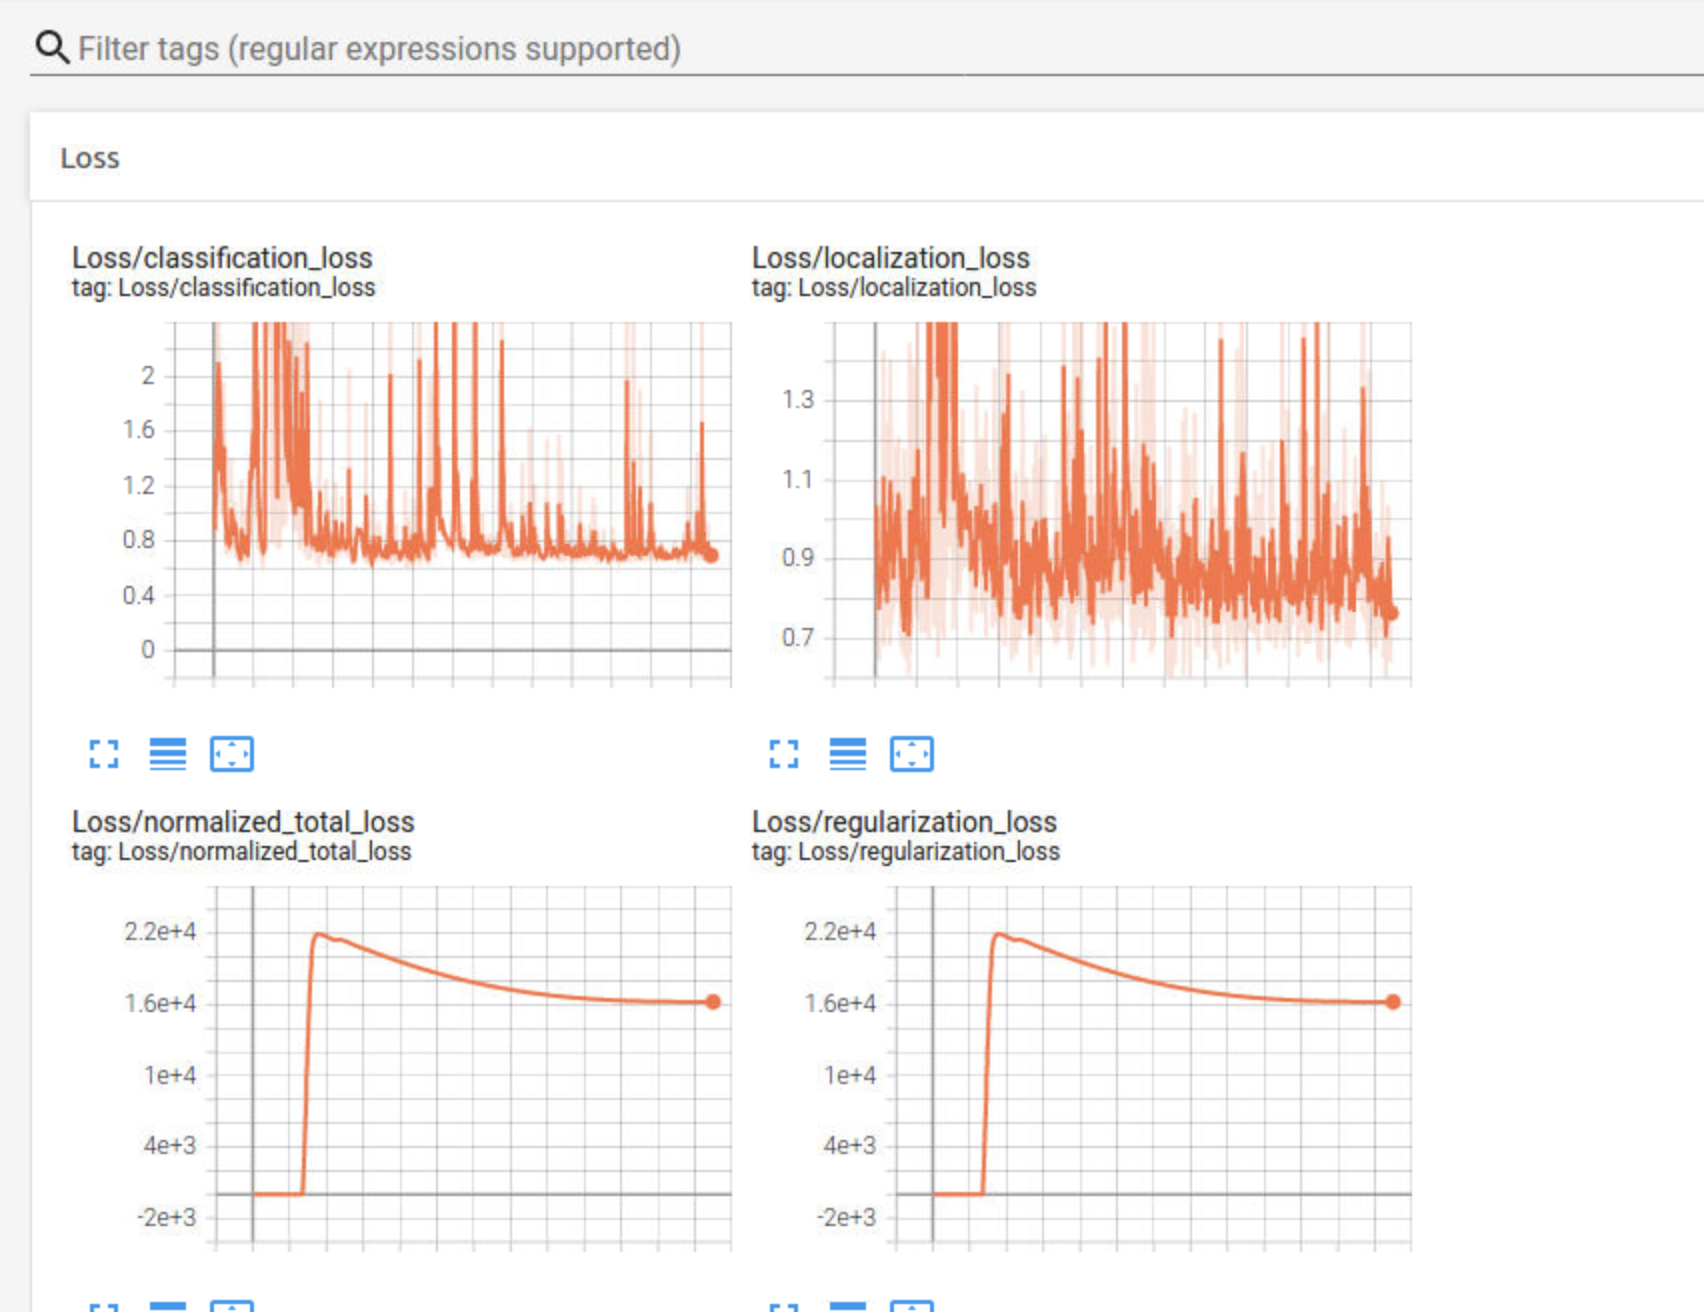 Filter tags (regular expressions supported)
Loss
Loss/classification_loss
tag: Loss/classification_loss
2
1.6
1.2
0.8
0.4
0
Loss/localization_loss
tag: Loss/localization_loss
1.3
1.1
0.9
0.7
Loss/normalized_total_loss
tag: Loss/normalized_total_loss
2.2e+4
1.6e+4
1e+4
4e+3
-2e+3
Loss/regularization_loss
tag: Loss/regularization_loss
2.2e+4
1.6e+4
1e+4
4e+3
-2e+3